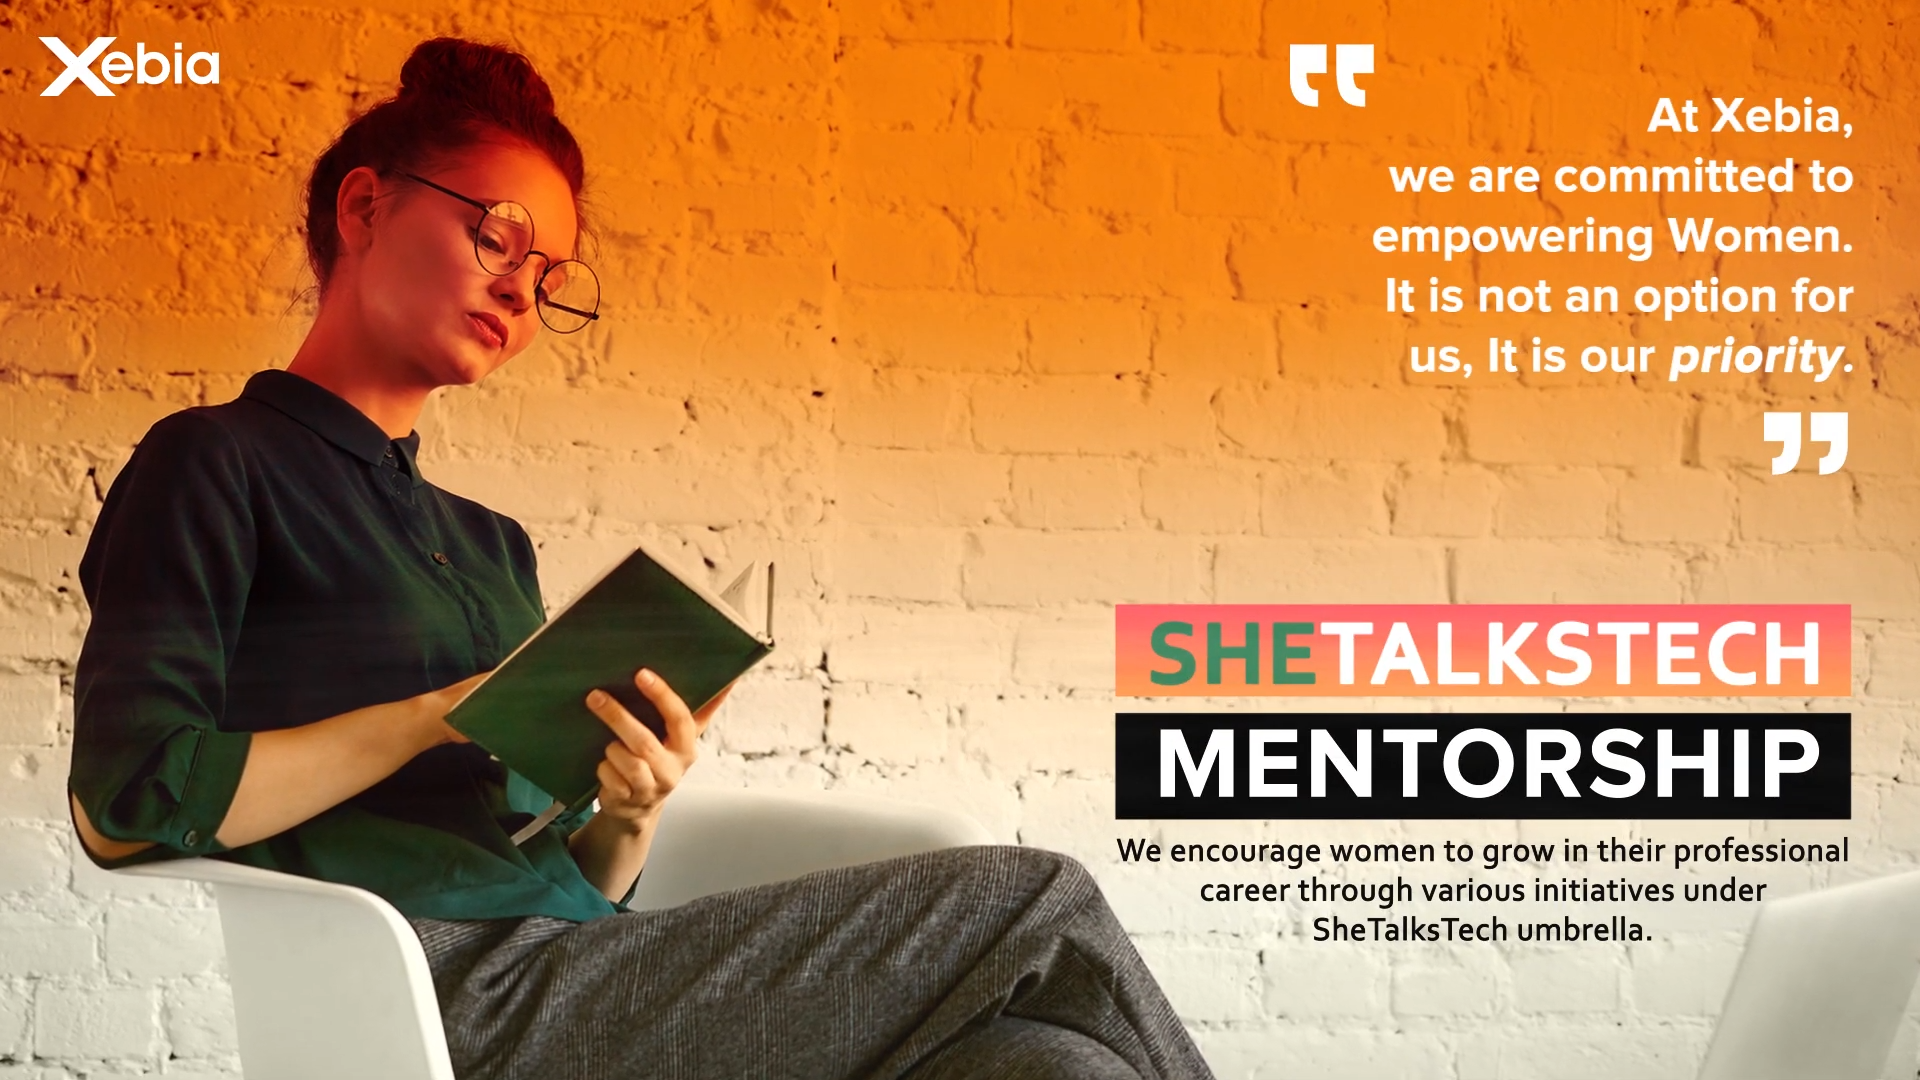 Xebia
At Xebia,
we are committed to
empowering Women.
It is not an option for
us, It is our priority.
SHETALKSTECH
MENTORSHIP
We encourage women to grow in their professional
career through various initiatives under
SheTalksTech umbrella.